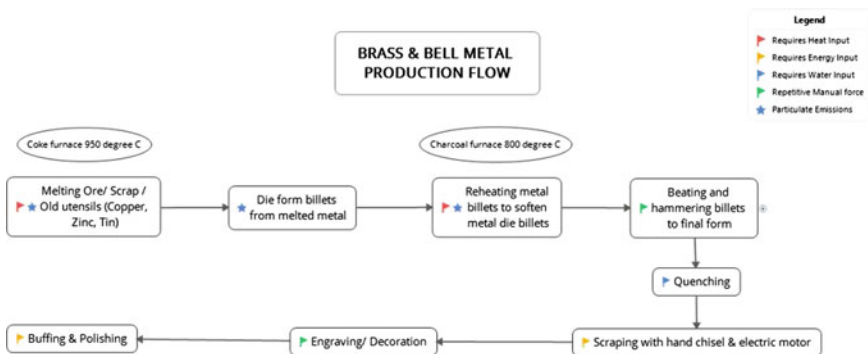 BRASS & BELL METAL
PRODUCTION FLOW
Legend
Requires Heat Input
Requires Energy Input
Requires Water Input
Repetitive Manual force
Particulate Emissions
Coke furnace 950 degree C
Charcoal furnace 800 degree C
Melting Ore/ Scrap /
Old utensils (Copper,
Zinc, Tin)
Die form billets
from melted metal
Reheating metal
billets to soften
metal die billets
Beating and
hammering billets
to final form
Quenching
Scraping with hand chisel & electric motor
Engraving/ Decoration
Buffing & Polishing